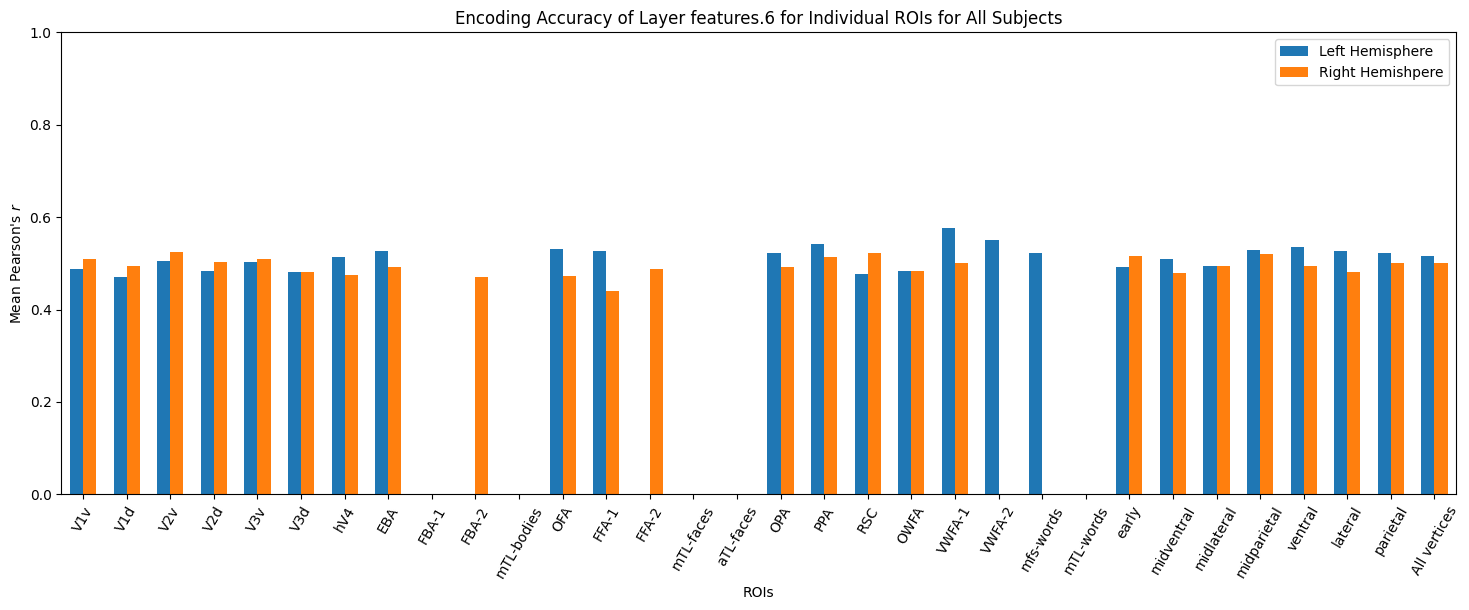 Encoding Accuracy of Layer features.6 for Individual ROIs for All Subjects
Left Hemisphere
Right Hemishpere
Mean Pearson's r
1.0
0.8
0.6
0.4
0.2
0.0
V1v
V1d
V2v
V2d
V3v
V3d
hV4
EBA
FBA-1
FBA-2
mTL-bodies
OFA
FFA-1
FFA-2
mTL-faces
aTL-faces
OPA
PPA
RSC
OWFA
VWFA-1
VWFA-2
mfs-words
mTL-words
early
midventral
midlateral
midparietal
ventral
lateral
parietal
All vertices
ROIs